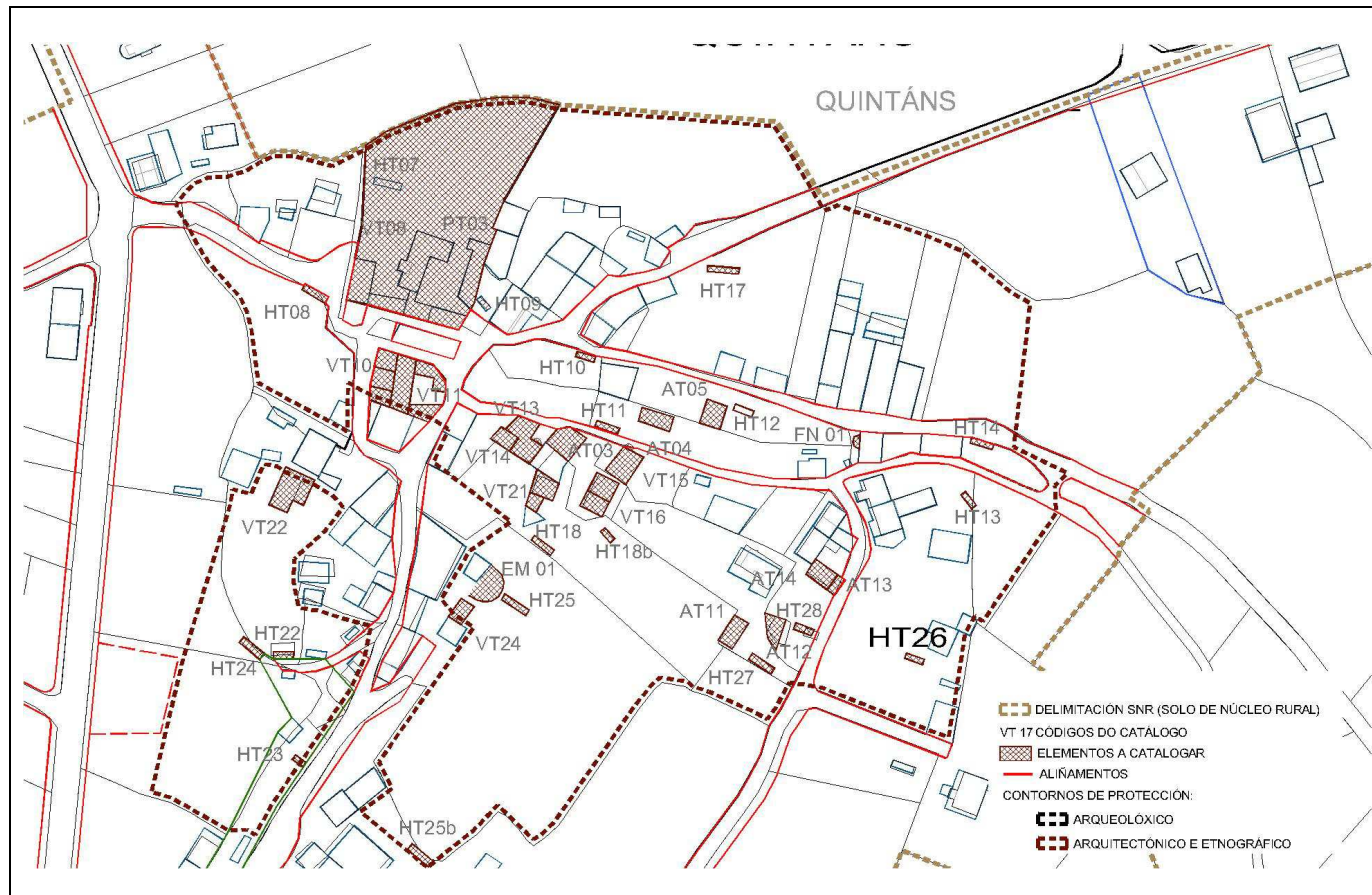 QUINTÁNS
HT07
VT08
PT03
HT09
HT08
HT17
VT10
VT11
HT10
AT05
HT11
HT12
VT13
VT14
AT03
AT04
FN 01
HT14
VT15
VT21
VT16
HT13
VT22
HT18
HT18b
EM 01
HT25
AT14
AT13
AT11
HT28
VT24
HT22
HT24
AT12
HT26
HT27
HT23
HT25b
DELIMITACIÓN SNR (SOLO DE NÚCLEO RURAL)
VT 17 CÓDIGOS DO CATÁLOGO
ELEMENTOS A CATALOGAR
ALIÑAMENTOS
CONTORNOS DE PROTECCIÓN:
ARQUEOLÓXICO
ARQUITECTÓNICO E ETNOGRÁFICO